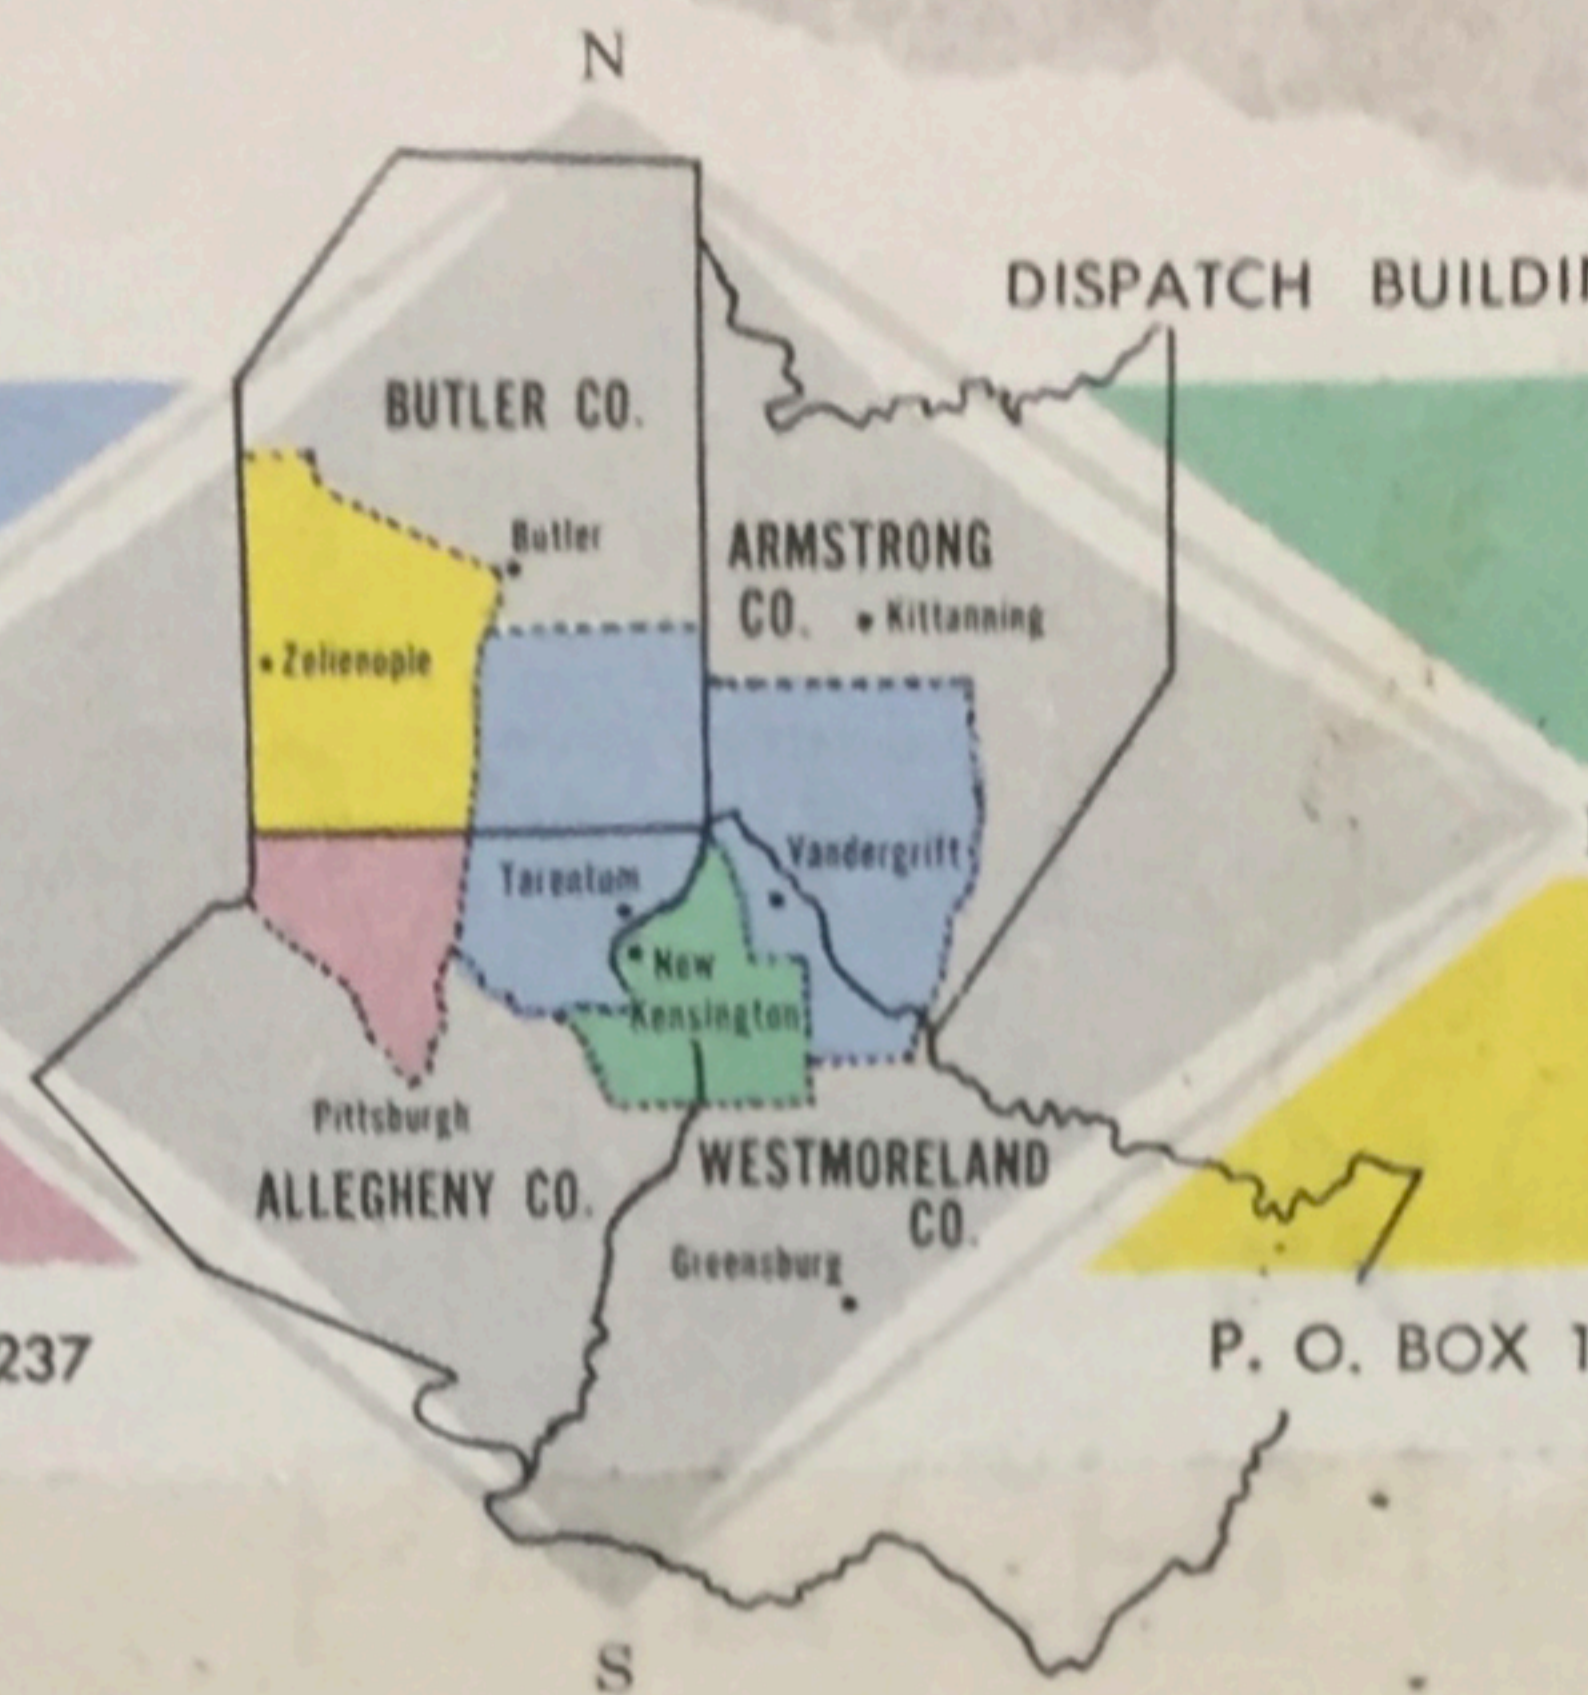 N
DISPATCH BUILDI
BUTLER CO.
Butler
ARMSTRONG
CO.
Kittanning
Zelienople
Vandergrift
Tarentum
New
Kensington
Pittsburgh
WESTMORELAND
CO.
ALLEGHENY CO.
Greensburg
237
P. O. BOX 1
S